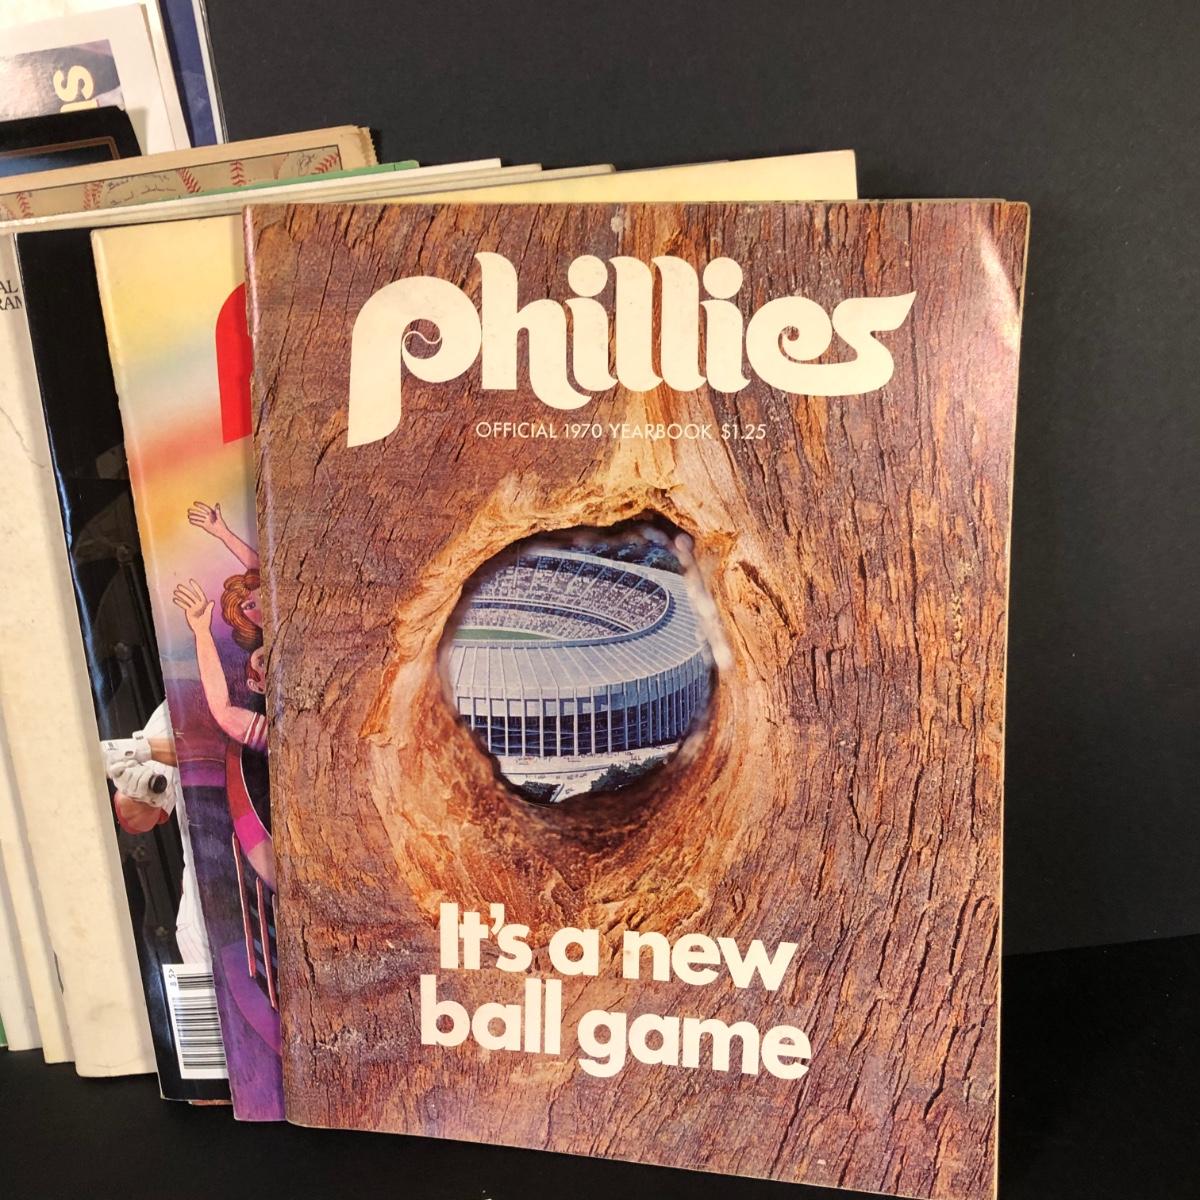 phillies
OFFICIAL 1970 YEARBOOK $1.25
It's a new
ball game